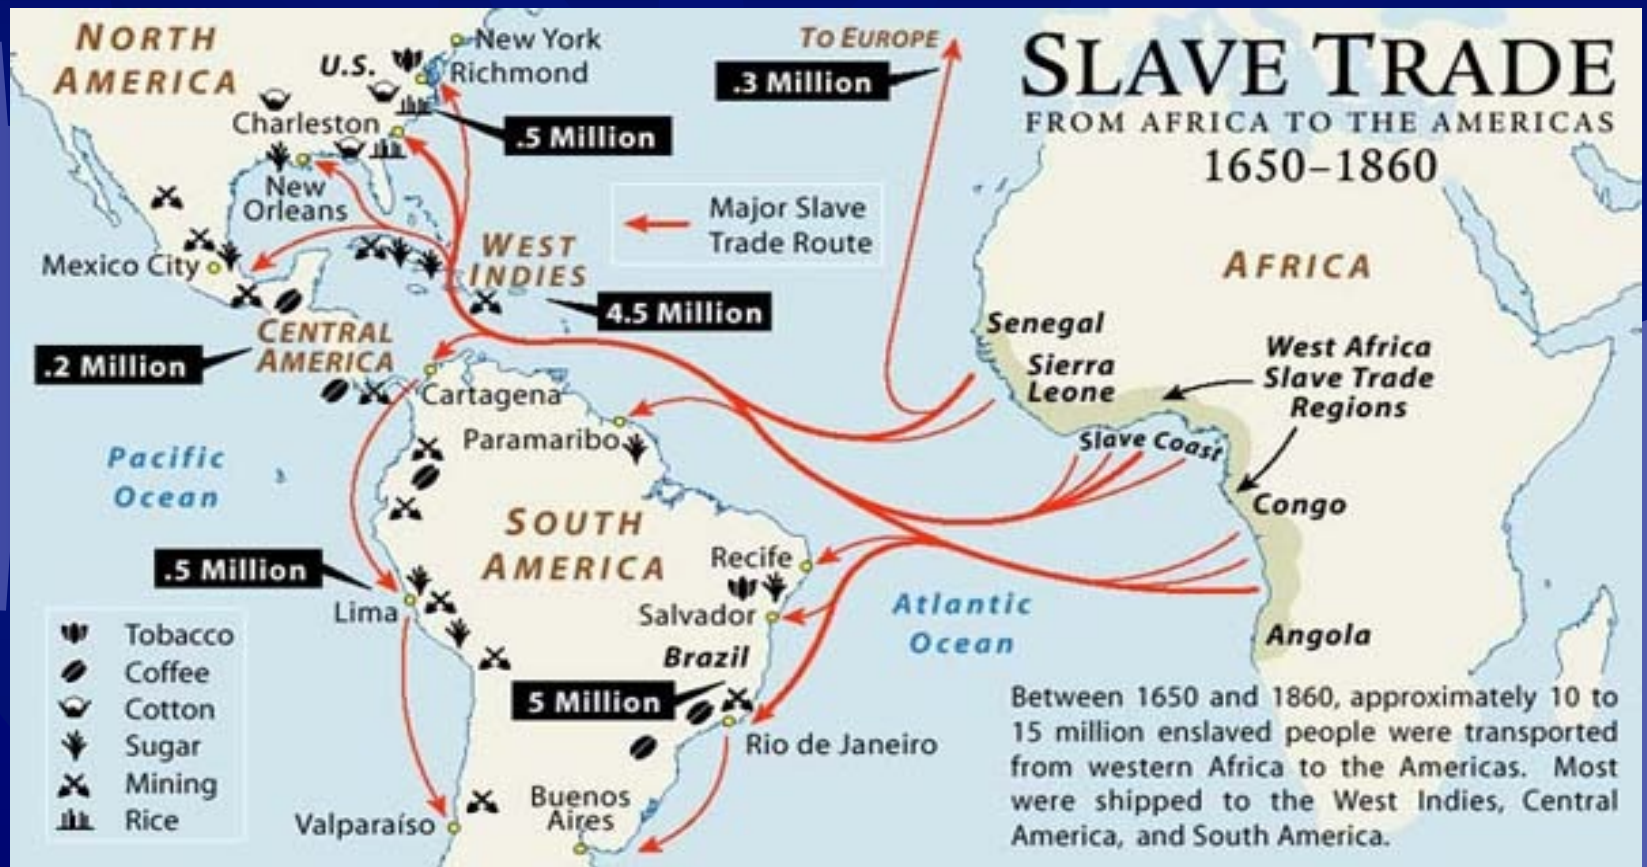 SLAVE TRADE
FROM AFRICA TO THE AMERICAS
1650–1860
NORTH
AMERICA
U.S.
New York
Richmond
Charleston
.5 Million
New
Orleans
Mexico City
WEST
INDIES
4.5 Million
CENTRAL
AMERICA
.2 Million
TO EUROPE
.3 Million
Major Slave
Trade Route
AFRICA
Senegal
Sierra
Leone
West Africa
Slave Trade
Regions
Slave Coast
Congo
Angola
Cartagena
Paramaribo
Pacific
Ocean
SOUTH
AMERICA
Recife
Salvador
Brazil
5 Million
Rio de Janeiro
.5 Million
Lima
Valparaíso
Buenos
Aires
Atlantic
Ocean
Tobacco
Coffee
Cotton
Sugar
Mining
Rice
Between 1650 and 1860, approximately 10 to
15 million enslaved people were transported
from western Africa to the Americas. Most
were shipped to the West Indies, Central
America, and South America.